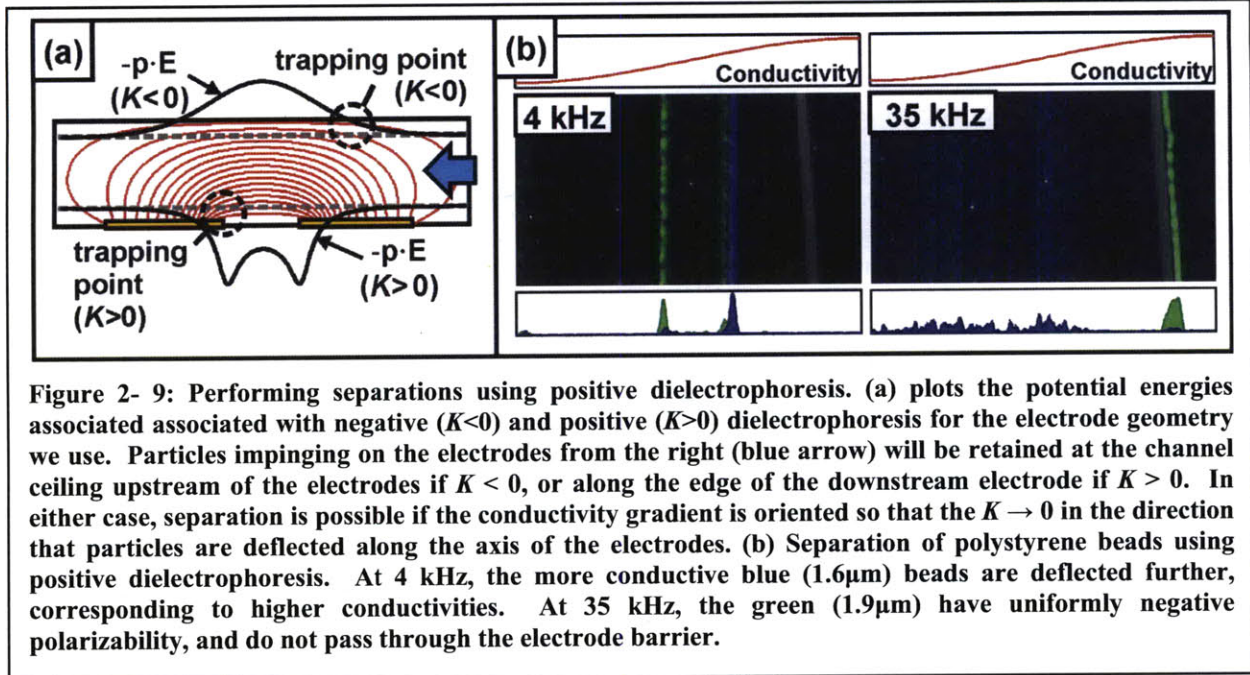 (a)
-p·E
(K<0)
trapping point
(K<0)
trapping
point
(K>0)
-p·E
(K>0)
(b)
Conductivity
Conductivity
4 kHz
35 kHz
Figure 2- 9: Performing separations using positive dielectrophoresis. (a) plots the potential energies
associated associated with negative (K<0) and positive (K>0) dielectrophoresis for the electrode geometry
we use. Particles impinging on the electrodes from the right (blue arrow) will be retained at the channel
ceiling upstream of the electrodes if K < 0, or along the edge of the downstream electrode if K > 0. In
either case, separation is possible if the conductivity gradient is oriented so that the K → 0 in the direction
that particles are deflected along the axis of the electrodes. (b) Separation of polystyrene beads using
positive dielectrophoresis. At 4 kHz, the more conductive blue (1.6μm) beads are deflected further,
corresponding to higher conductivities. At 35 kHz, the green (1.9μm) have uniformly negative
polarizability, and do not pass through the electrode barrier.